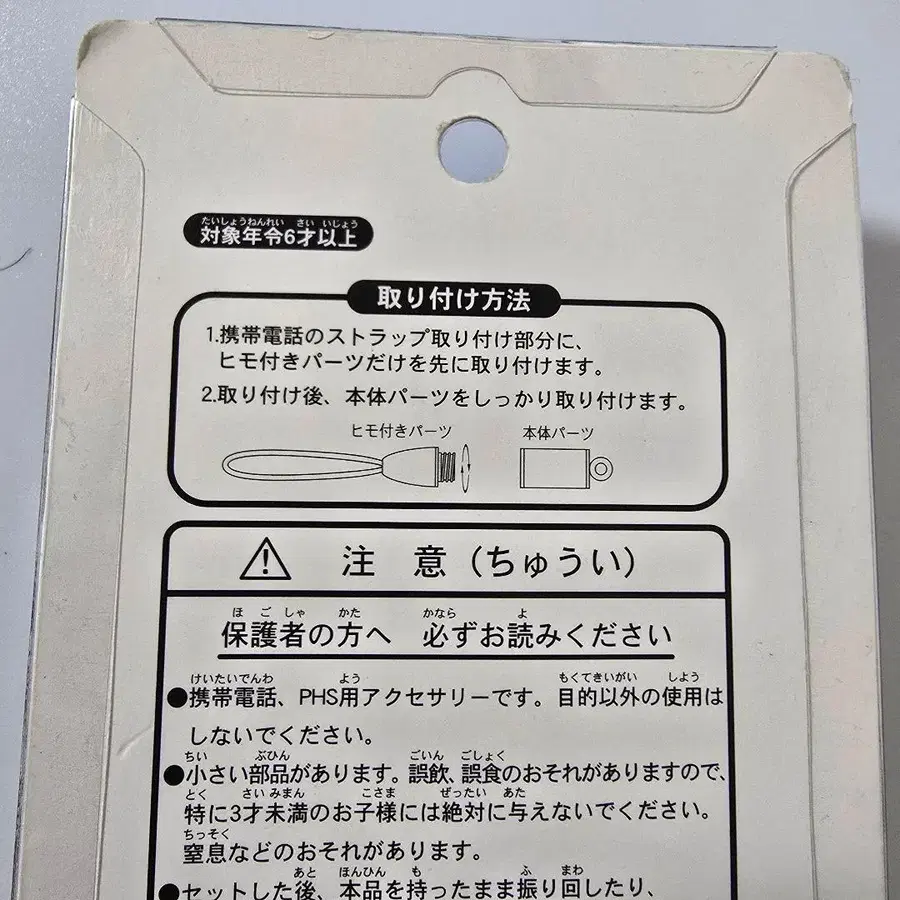 たいしょうねんれい さい いじょう
対象年令6才以上
取り付け方法
1.携帯電話のストラップ取り付け部分に、
ヒモ付きパーツだけを先に取り付けます。
2.取り付け後、本体パーツをしっかり取り付けます。
ヒモ付きパーツ 本体パーツ
注 意（ちゅうい）
ほ ご しゃ かた かなら よ
保護者の方へ 必ずお読みください
けいたいでんわ よう もくてきいがい しよう
●携帯電話、PHS用アクセサリーです。目的以外の使用は
しないでください。
ちい ぶひん ごいん ごしょく
●小さい部品があります。誤飲、誤食のおそれがありますので、
とく さい みまん こさま ぜったい あた
特に3才未満のお子様には絶対に与えないでください。
ちっそく
窒息などのおそれがあります。
あと ほんひん も ふ まわ
●セットした後、本品を持ったまま振り回したり、